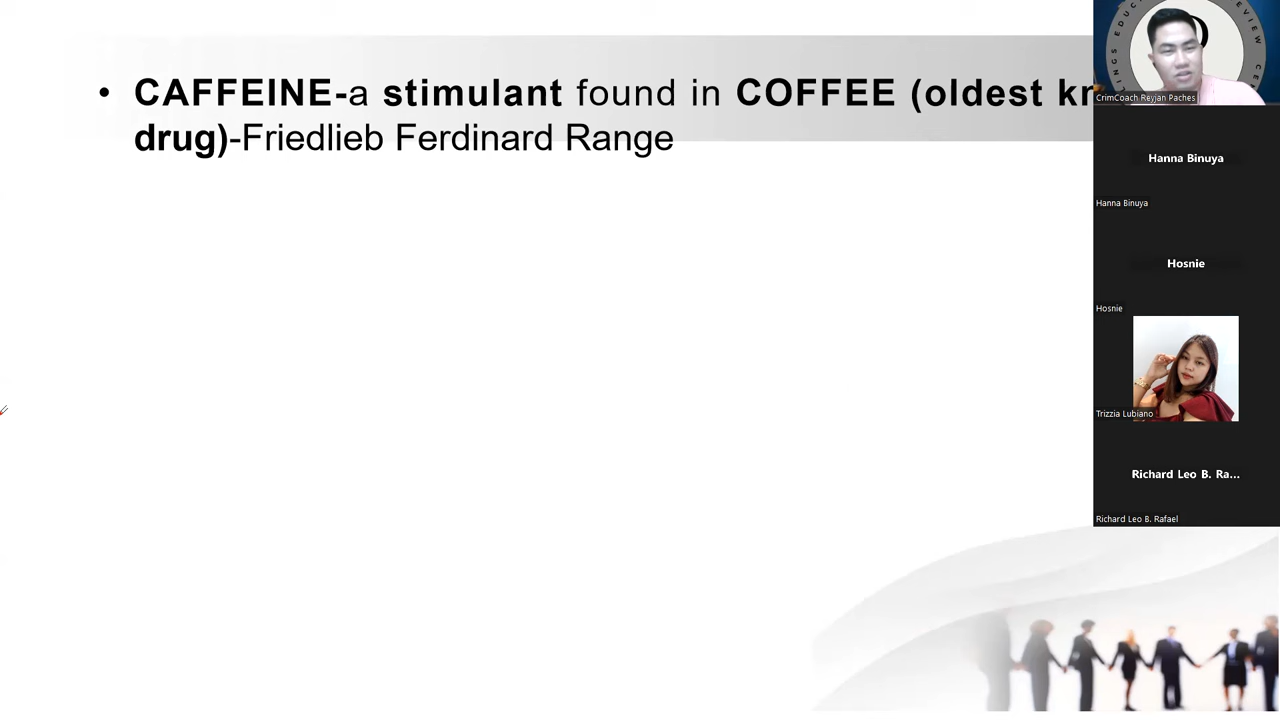 • CAFFEINE-a stimulant found in COFFEE (oldest
drug)-Friedlieb Ferdinard Range
CrimCoach Reyjan Paches
Hanna Binuya
Hanna Binuya
Hosnie
Hosnie
Trizzia Lubiano
Richard Leo B. Ra...
Richard Leo B. Rafael